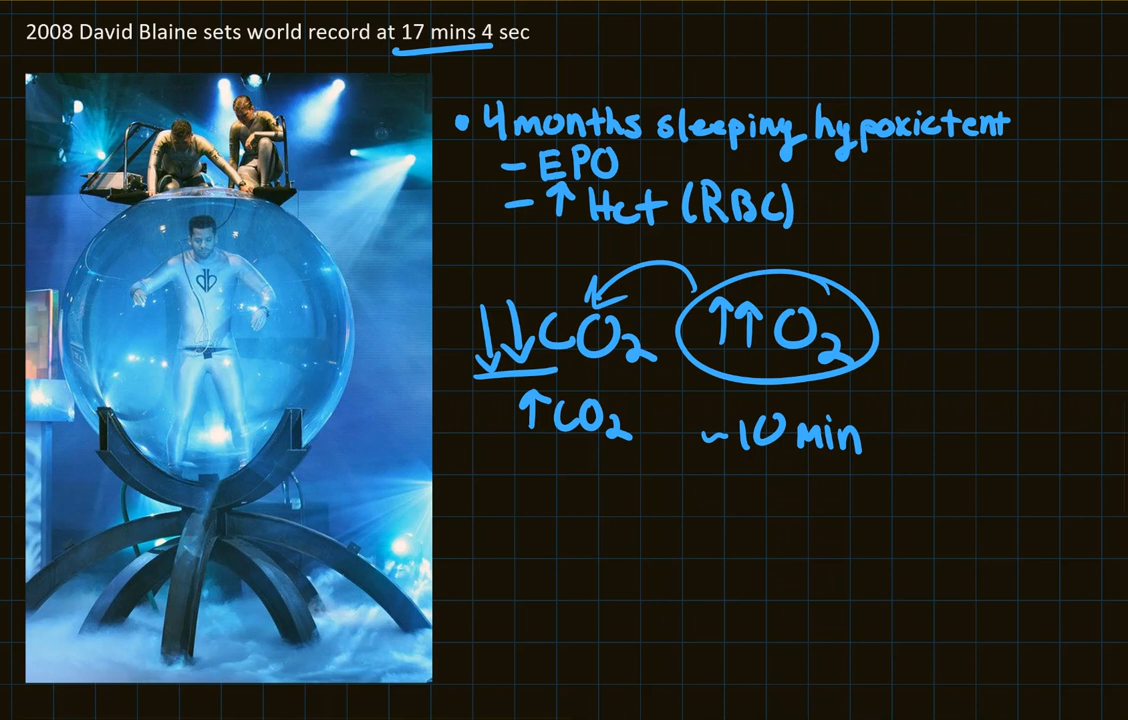 2008 David Blaine sets world record at 17 mins 4 sec
• 4 months sleeping hypoxic tent
- EPO
- ↑ Hct (RBC)
↓↓CO2 ↑↑O2
↑CO2 ~10 min
db